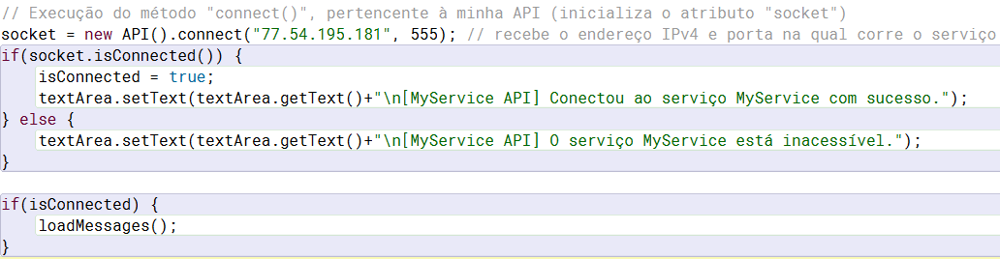 // Execução do método "connect()", pertencente à minha API (inicializa o atributo "socket")
socket = new API().connect("77.54.195.181", 555); // recebe o endereço IPv4 e porta na qual corre o serviço
if(socket.isConnected()) {
    isConnected = true;
    textArea.setText(textArea.getText()+"\n[MyService API] Conectou ao serviço MyService com sucesso.");
} else {
    textArea.setText(textArea.getText()+"\n[MyService API] O serviço MyService está inacessível.");
}
if(isConnected) {
    loadMessages();
}